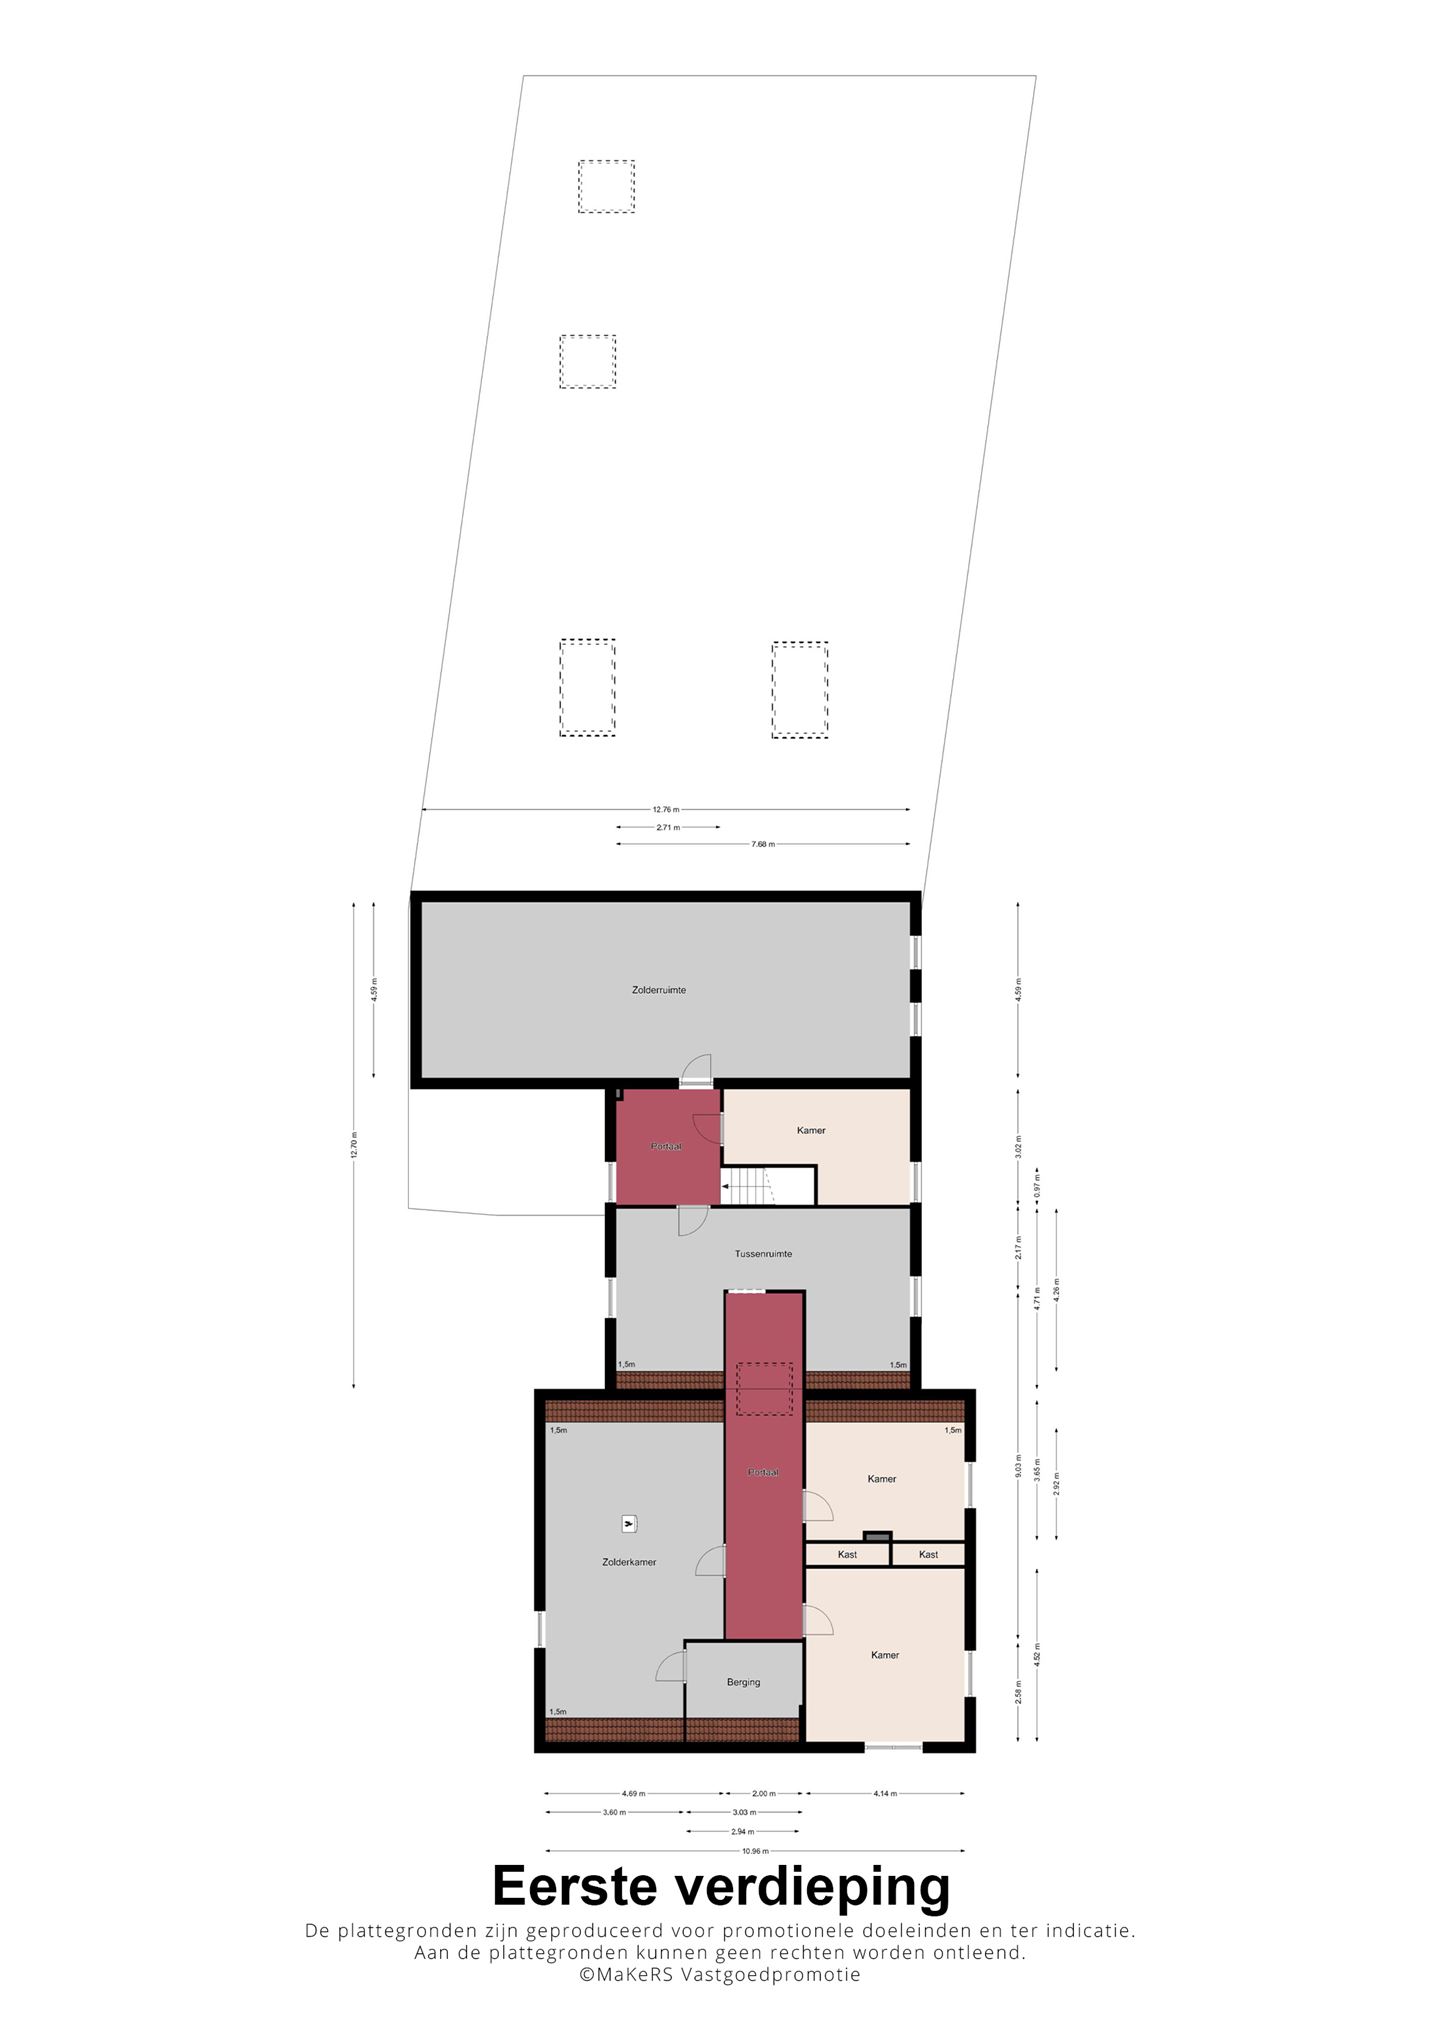 12.76 m
2.71 m
7.68 m
4.59 m
12.70 m
Zolderruimte
4.59 m
Portaal
Kamer
3.02 m
0.97 m
Tussenruimte
2.17 m
4.71 m
4.26 m
1,5m
1.5m
1,5m
1,5m
Portaal
Kamer
9.03 m
3.65 m
2.92 m
Kast
Kast
Zolderkamer
Kamer
4.52 m
Berging
2.58 m
1,5m
4.69 m
2.00 m
4.14 m
3.60 m
3.03 m
2.94 m
10.96 m
Eerste verdieping
De plattegronden zijn geproduceerd voor promotionele doeleinden en ter indicatie.
Aan de plattegronden kunnen geen rechten worden ontleend.
©MaKeRS Vastgoedpromotie